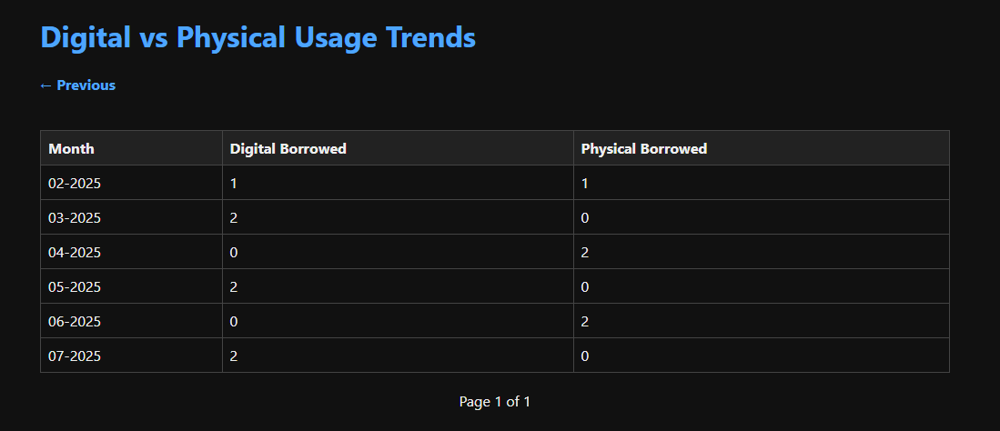 Digital vs Physical Usage Trends
← Previous
Month Digital Borrowed Physical Borrowed
02-2025 1 1
03-2025 2 0
04-2025 0 2
05-2025 2 0
06-2025 0 2
07-2025 2 0
Page 1 of 1